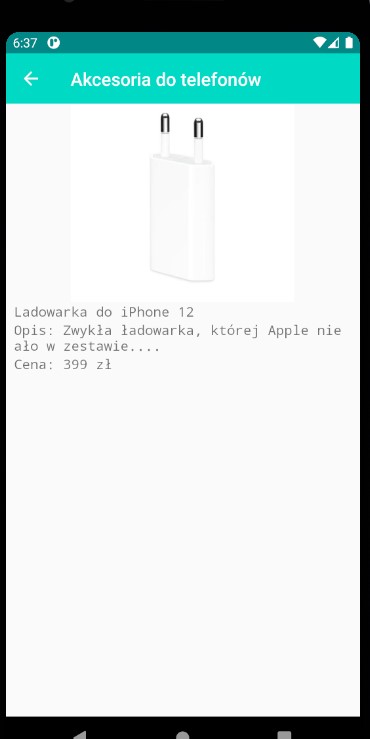 6:37
Akcesoria do telefonów
Ladowarka do iPhone 12
Opis: Zwykła ładowarka, której Apple nie
ało w zestawie....
Cena: 399 zł